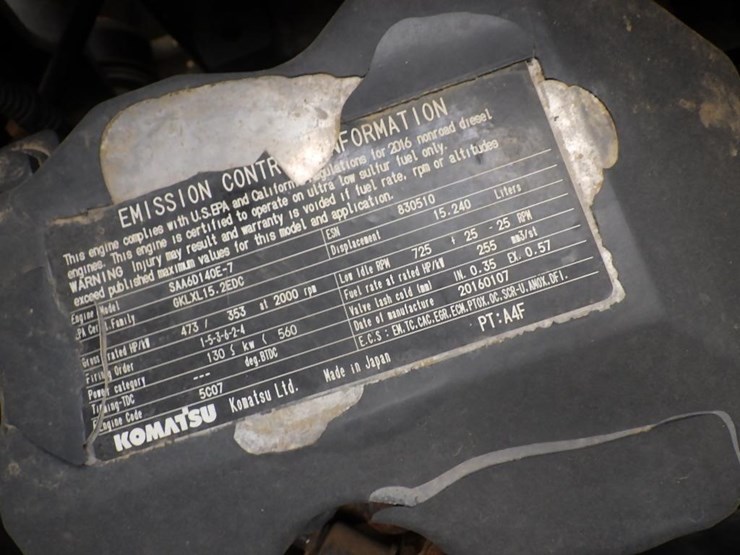 EMISSION CONTR NFORMATION
This engine complies with U.S.EPA and Californ gulations for 2016 nonroad diesel
engines. This engine is certified to operate on ultra low sulfur fuel only.
WARNING Injury may result and warranty is voided if fuel rate, rpm or altitudes
exceed published maximum values for this model and application.
Engine Model SAA6D140E-7 ESN 830510
Family GKLXL15.2EDC Displacement 15.240 Liters
rated HP/kW 473 / 353 at 2000 rpm Low Idle RPM 725 + 25 - 25 RPM
Firing Order 1-5-3-6-2-4 Fuel rate at rated HP/kW 255 mm3/st
Power category 130 ≤ kW ≤ 560 Valve lash cold (mm) IN. 0.35 EX. 0.57
Timing-TDC --- deg.BTDC Date of manufacture 20160107
Engine Code 5C07 E.C.S : EM,TC,CAC,EGR,ECM,PTOX,OC,SCR-U,AMOX,DFI.
KOMATSU Komatsu Ltd. Made in Japan PT:A4F